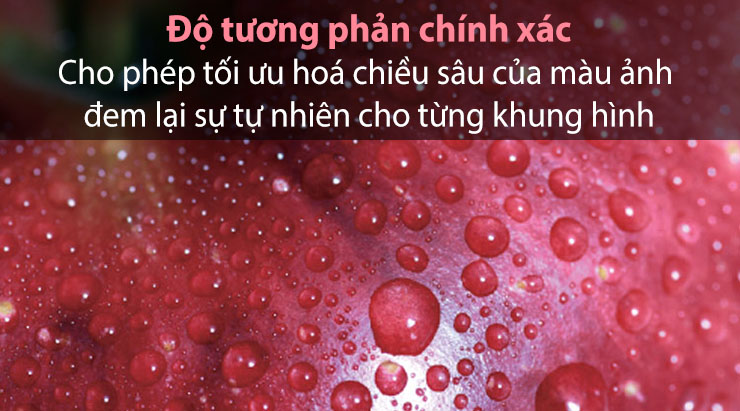 Độ tương phản chính xác
Cho phép tối ưu hoá chiều sâu của màu ảnh
đem lại sự tự nhiên cho từng khung hình